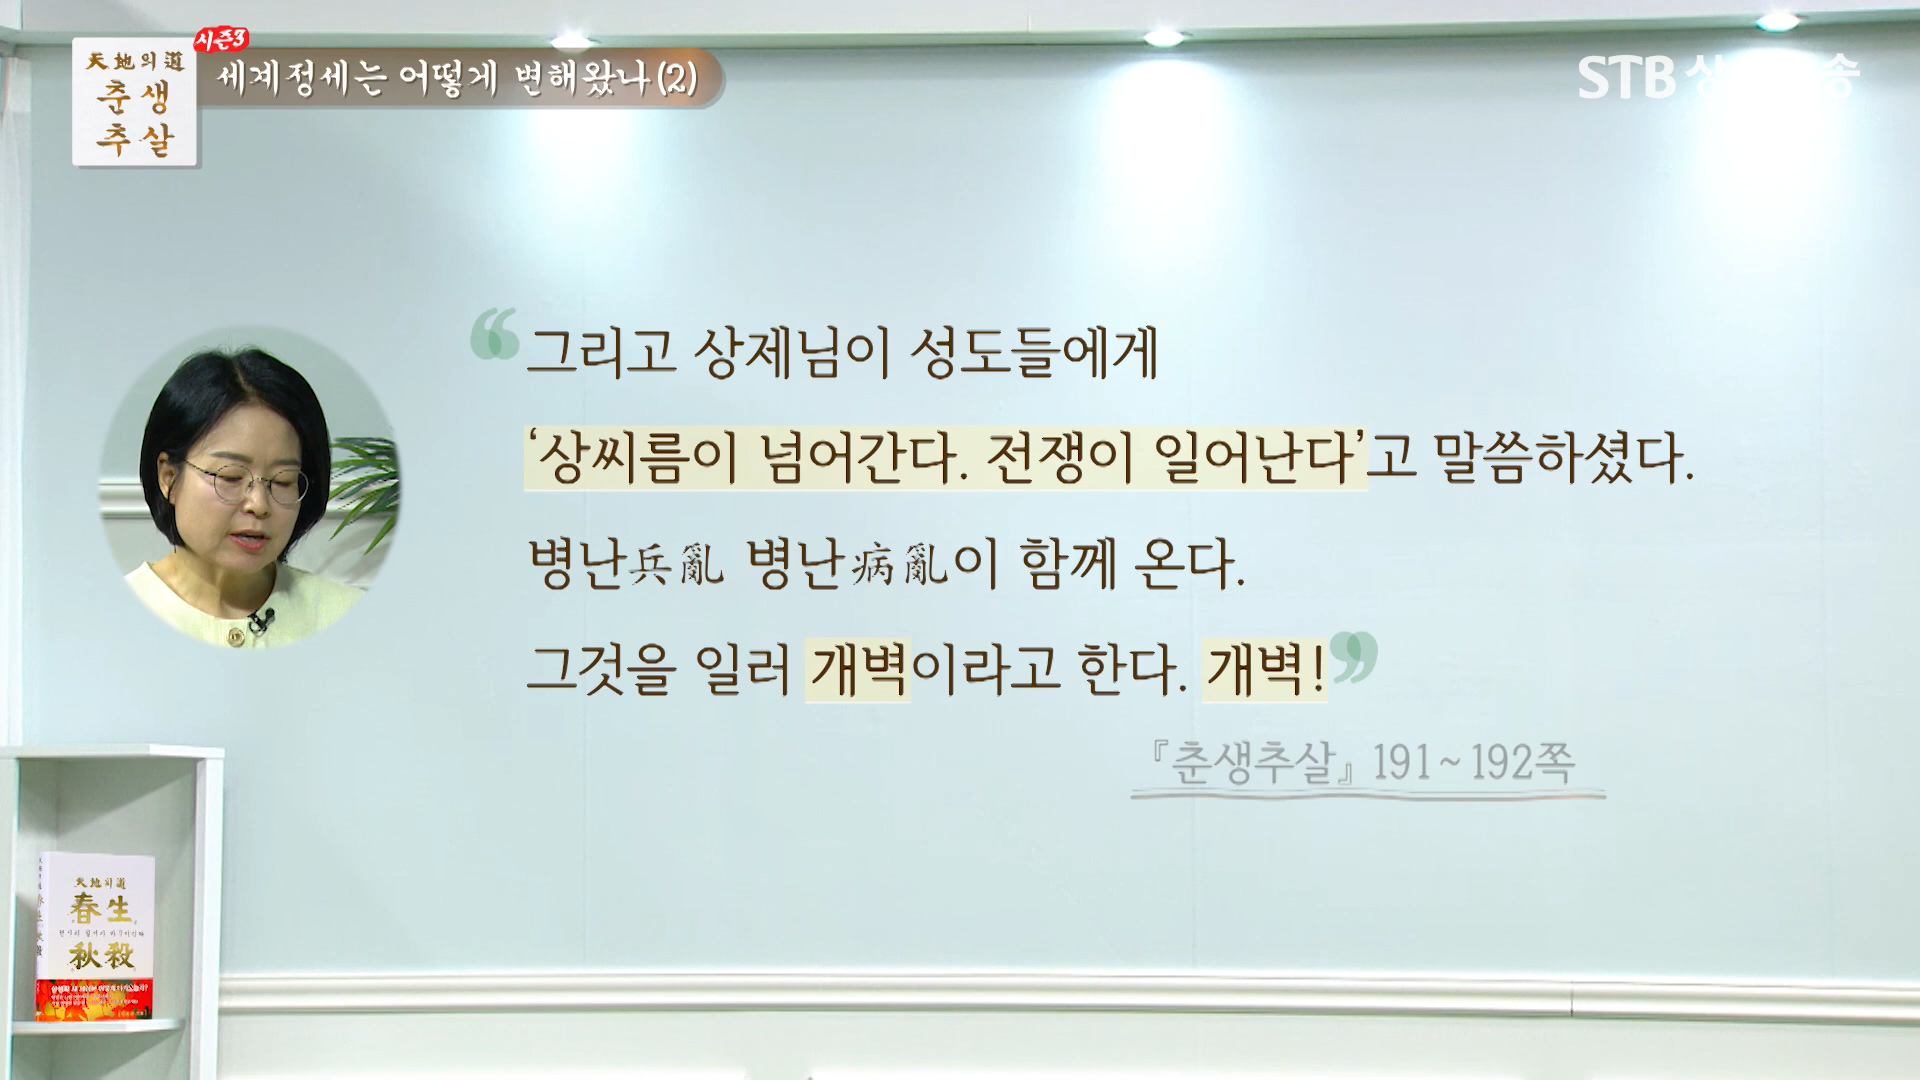 시즌3
天地의 道
춘생
추살
세계정세는 어떻게 변해왔나(2)
STB 상생방송
그리고 상제님이 성도들에게
‘상씨름이 넘어간다. 전쟁이 일어난다’고 말씀하셨다.
병난兵亂 병난病亂이 함께 온다.
그것을 일러 개벽이라고 한다. 개벽!
『춘생추살』 191~192쪽
天地의 道
春生
秋殺